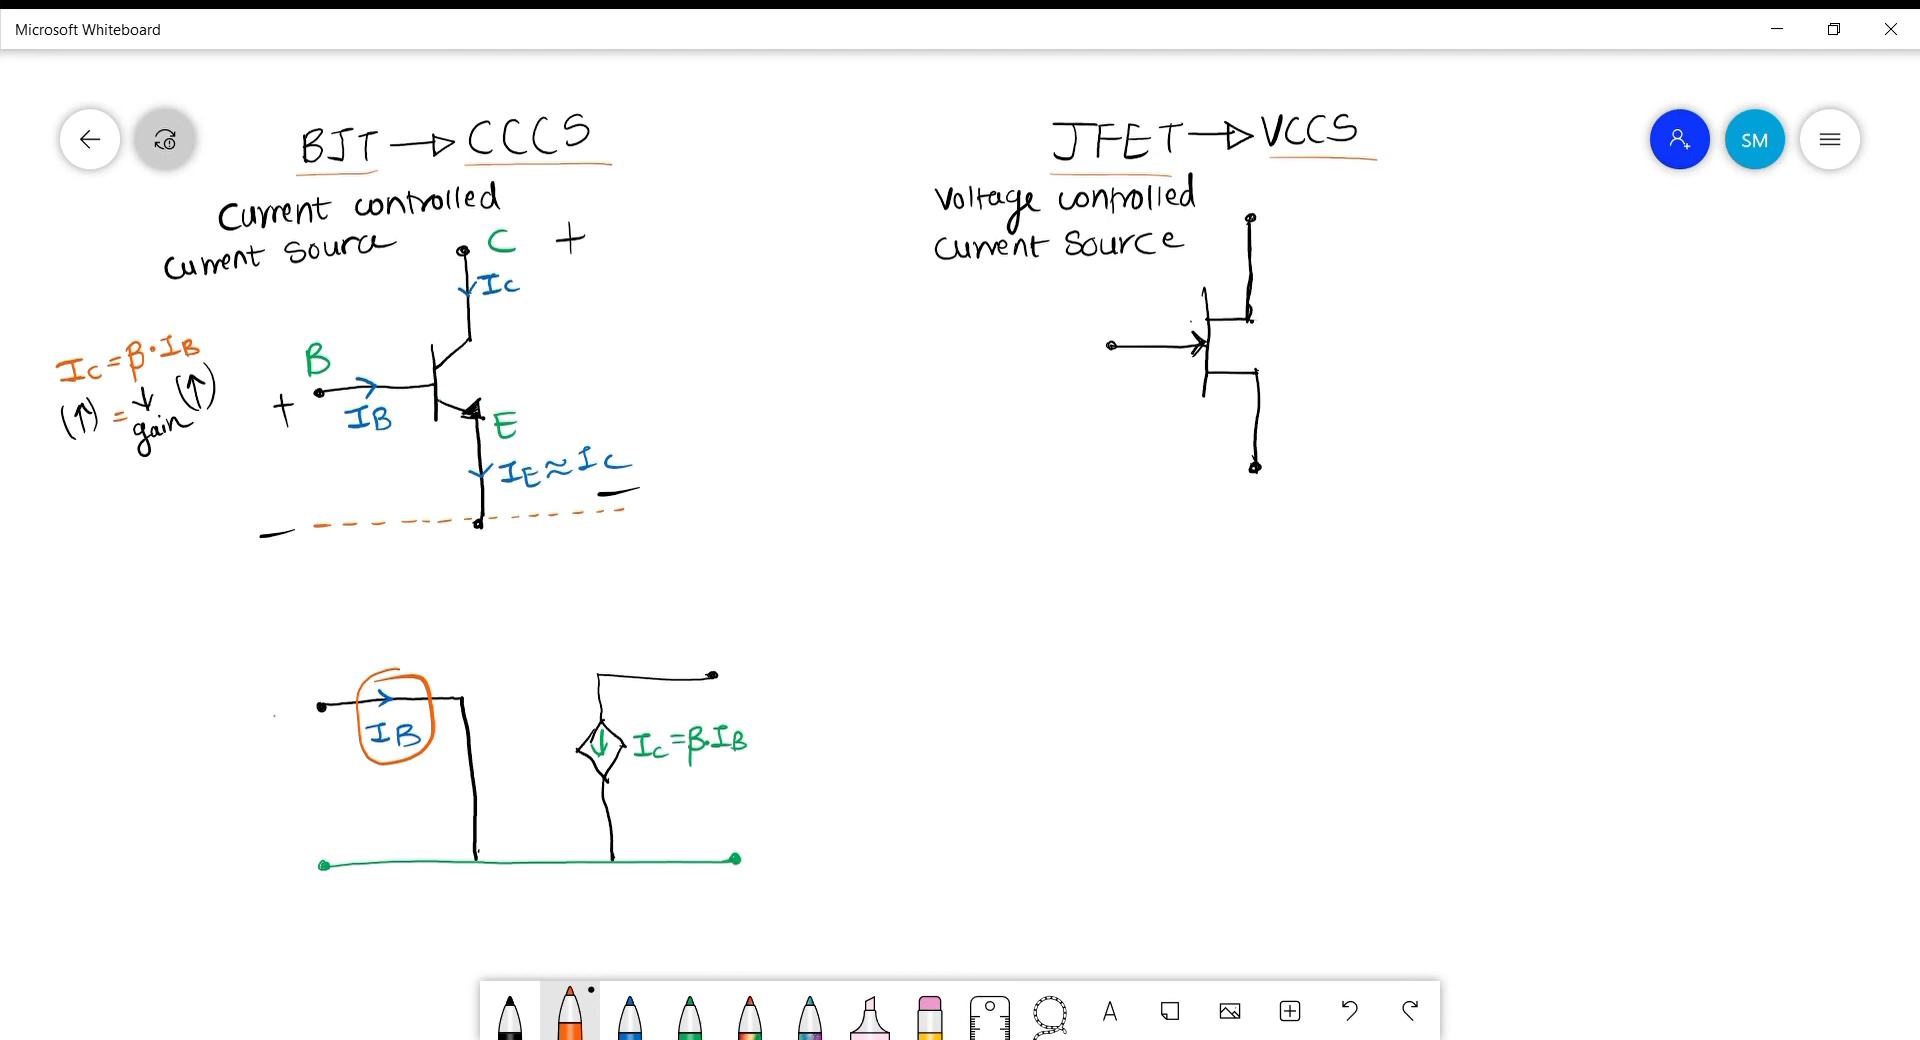 Microsoft Whiteboard
BJT → CCCS
Current controlled
current source
C +
IC
IC = β·IB
(↑) = ↓ (↑)
gain
B
+
IB
E
IE ≈ IC
−
−
IB
↓ IC = β·IB
JFET → VCCS
Voltage controlled
current source
SM
A